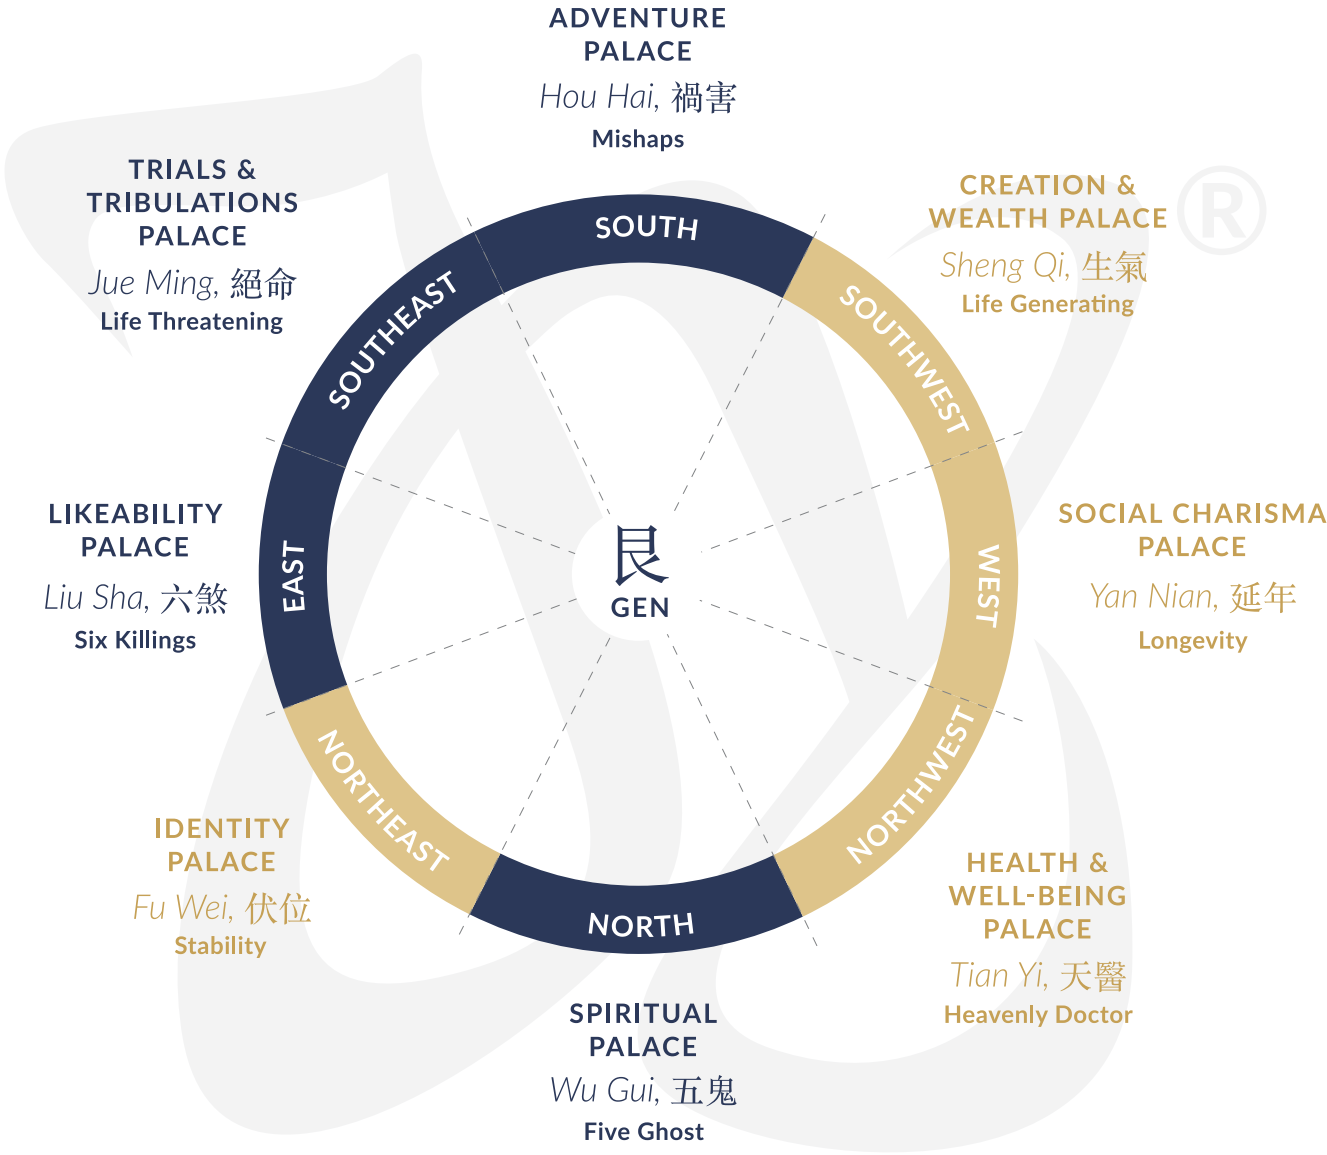 ADVENTURE
PALACE
Hou Hai, 禍害
Mishaps
TRIALS &
TRIBULATIONS
PALACE
Jue Ming, 絕命
Life Threatening
CREATION &
WEALTH PALACE
Sheng Qi, 生氣
Life Generating
®
SOUTH
SOUTHEAST
SOUTHWEST
LIKEABILITY
PALACE
Liu Sha, 六煞
Six Killings
EAST
艮
GEN
WEST
SOCIAL CHARISMA
PALACE
Yan Nian, 延年
Longevity
NORTHEAST
NORTHWEST
NORTH
IDENTITY
PALACE
Fu Wei, 伏位
Stability
HEALTH &
WELL-BEING
PALACE
Tian Yi, 天醫
Heavenly Doctor
SPIRITUAL
PALACE
Wu Gui, 五鬼
Five Ghost